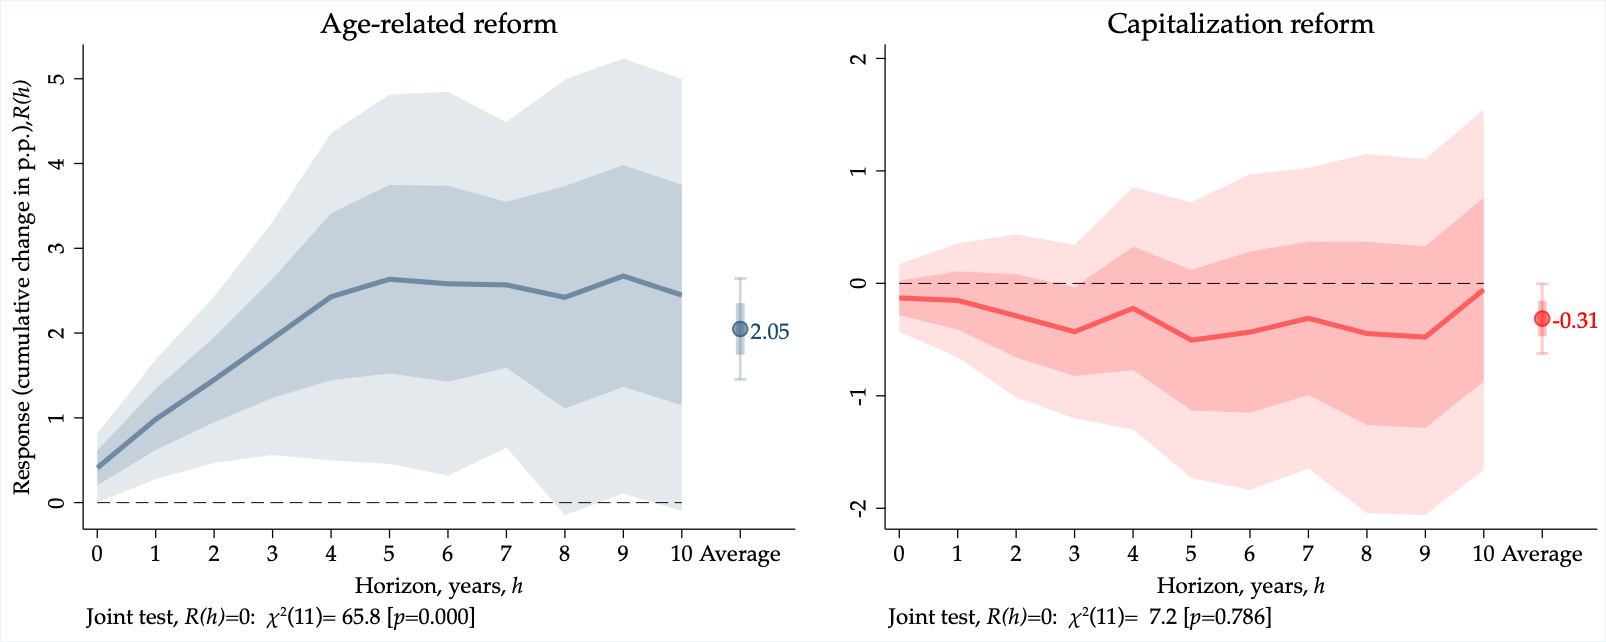 Age-related reform
Response (cumulative change in p.p.),R(h)
5
4
3
2
1
0
2.05
0 1 2 3 4 5 6 7 8 9 10 Average
Horizon, years, h
Joint test, R(h)=0: χ²(11)= 65.8 [p=0.000]
Capitalization reform
2
1
0
-1
-2
-0.31
0 1 2 3 4 5 6 7 8 9 10 Average
Horizon, years, h
Joint test, R(h)=0: χ²(11)= 7.2 [p=0.786]